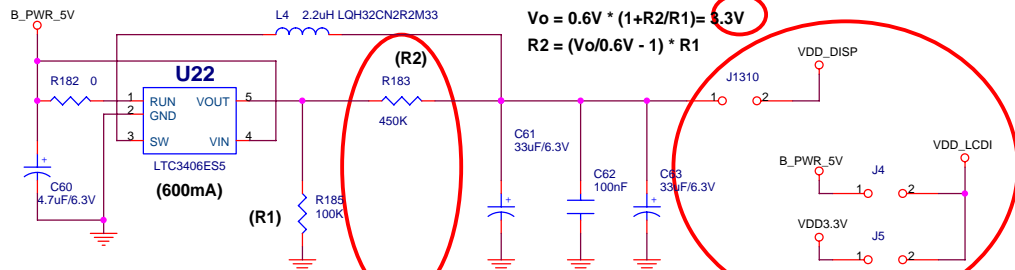 B_PWR_5V
L4 2.2uH LQH32CN2R2M33
Vo = 0.6V * (1+R2/R1)= 3.3V
R2 = (Vo/0.6V - 1) * R1
(R2)
VDD_DISP
R182 0
U22
R183
J1310
1 RUN VOUT 5
2 GND
3 SW VIN 4
450K
1 2
LTC3406ES5
(600mA)
C60
4.7uF/6.3V
(R1)
R185
100K
C61
33uF/6.3V
C62
100nF
C63
33uF/6.3V
B_PWR_5V
J4
VDD_LCDI
1 2
VDD3.3V
J5
1 2